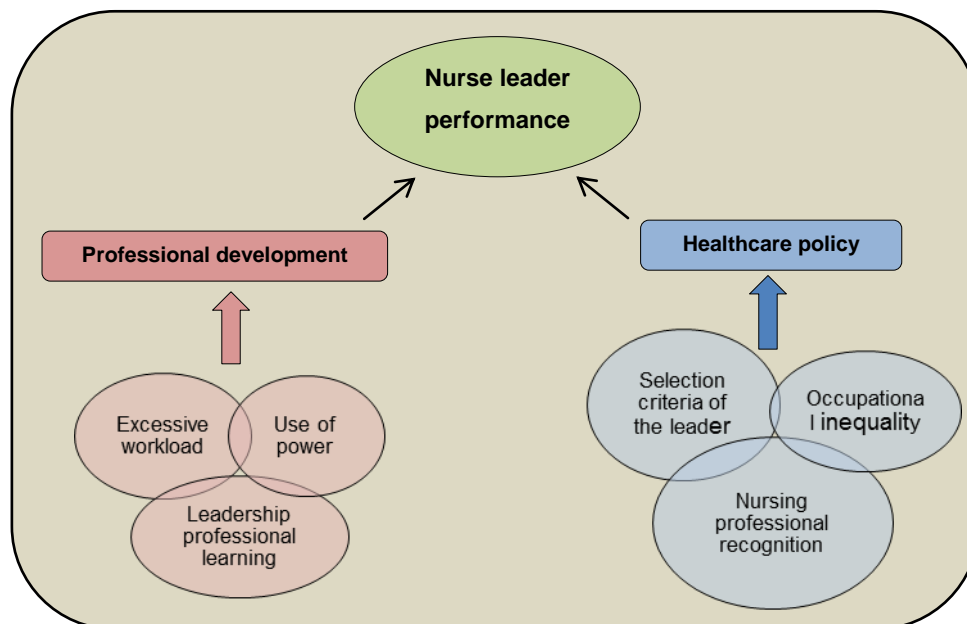 Nurse leader
performance
Professional development
Healthcare policy
Excessive
workload
Use of
power
Leadership
professional
learning
Selection
criteria of
the leader
Occupationa
l inequality
Nursing
professional
recognition